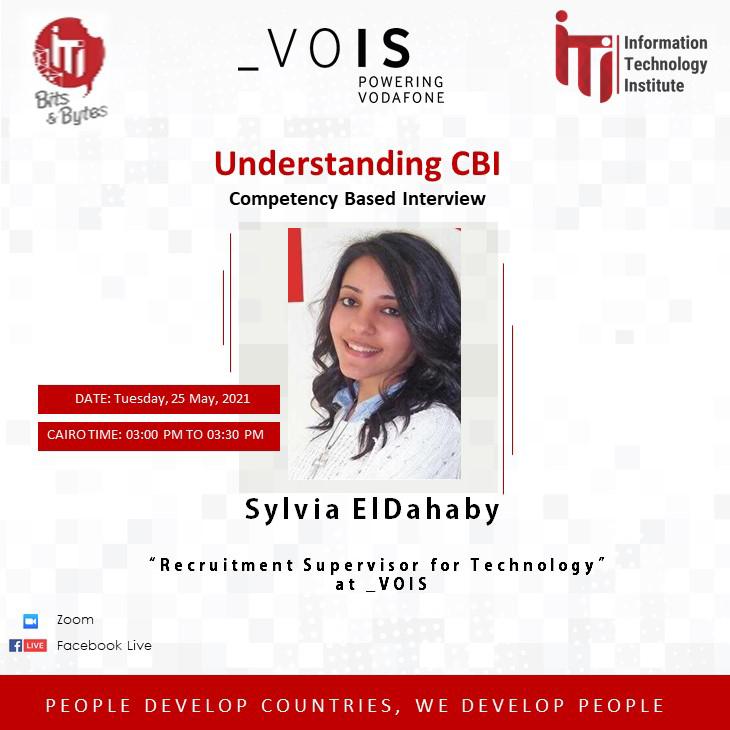 iTi
Bits
& Bytes
_VOIS
POWERING
VODAFONE
iTi
Information
Technology
Institute
Understanding CBI
Competency Based Interview
DATE: Tuesday, 25 May, 2021
CAIRO TIME: 03:00 PM TO 03:30 PM
Sylvia ElDahaby
“Recruitment Supervisor for Technology”
at _VOIS
Zoom
f LIVE Facebook Live
PEOPLE DEVELOP COUNTRIES, WE DEVELOP PEOPLE